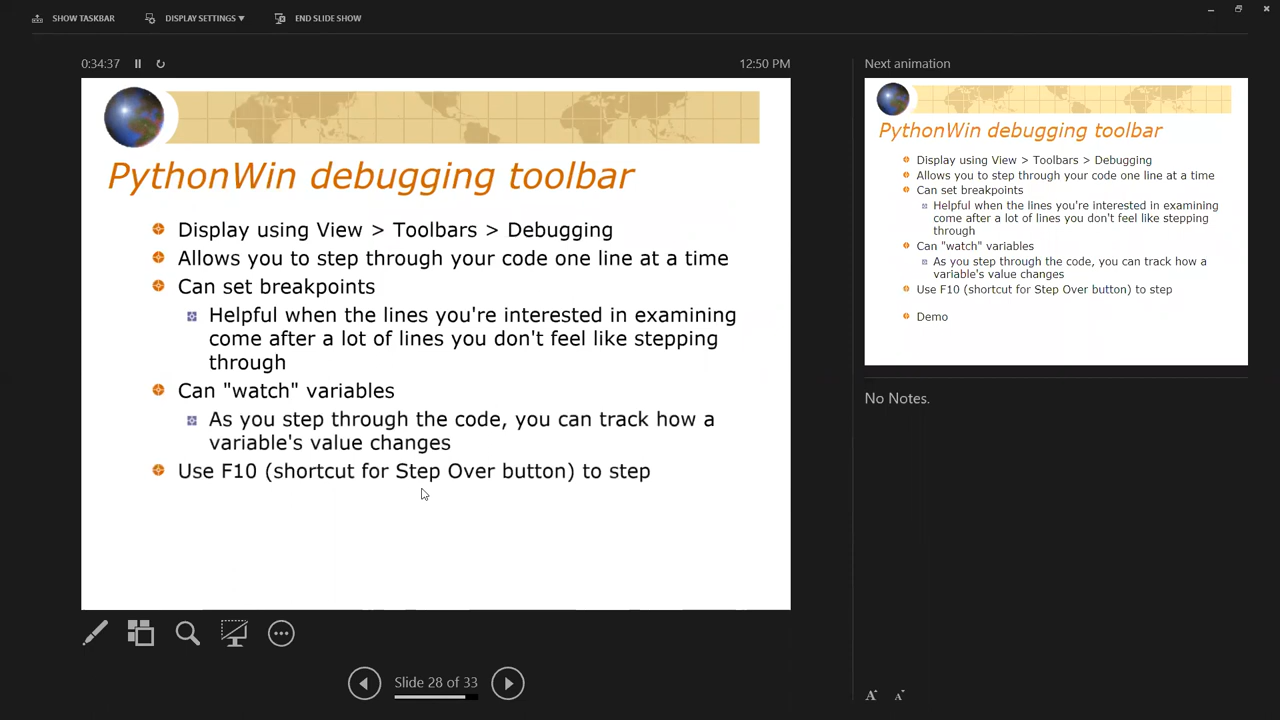 SHOW TASKBAR
DISPLAY SETTINGS ▼
END SLIDE SHOW
0:34:37
12:50 PM
PythonWin debugging toolbar
Display using View > Toolbars > Debugging
Allows you to step through your code one line at a time
Can set breakpoints
Helpful when the lines you're interested in examining
come after a lot of lines you don't feel like stepping
through
Can "watch" variables
As you step through the code, you can track how a
variable's value changes
Use F10 (shortcut for Step Over button) to step
Slide 28 of 33
Next animation
PythonWin debugging toolbar
Display using View > Toolbars > Debugging
Allows you to step through your code one line at a time
Can set breakpoints
Helpful when the lines you're interested in examining
come after a lot of lines you don't feel like stepping
through
Can "watch" variables
As you step through the code, you can track how a
variable's value changes
Use F10 (shortcut for Step Over button) to step
Demo
No Notes.
A A